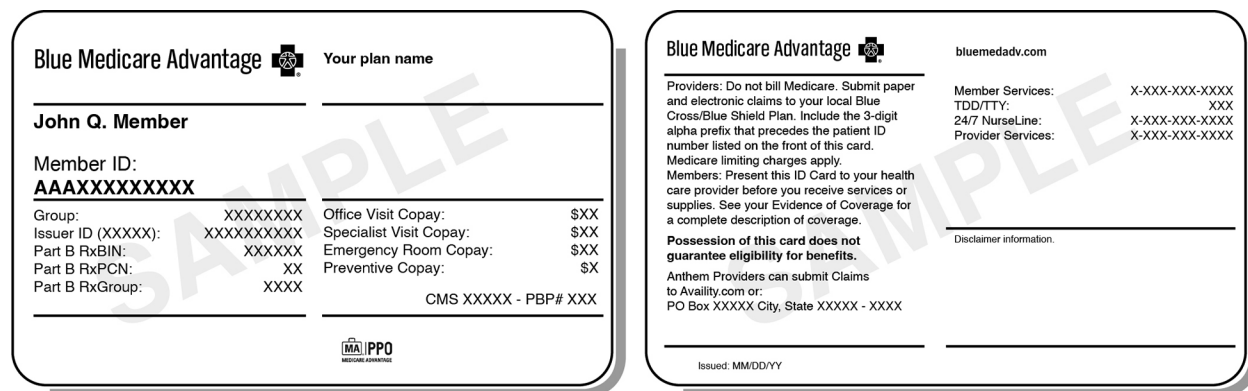 Blue Medicare Advantage
Your plan name
John Q. Member
Member ID:
AAAXXXXXXXXXX
Group: XXXXXXXX
Issuer ID (XXXXX): XXXXXXXXXX
Part B RxBIN: XXXXXX
Part B RxPCN: XX
Part B RxGroup: XXXX
Office Visit Copay: $XX
Specialist Visit Copay: $XX
Emergency Room Copay: $XX
Preventive Copay: $X
CMS XXXXX - PBP# XXX
MA PPO
MEDICARE ADVANTAGE
SAMPLE
Blue Medicare Advantage
bluemedadv.com
Providers: Do not bill Medicare. Submit paper
and electronic claims to your local Blue
Cross/Blue Shield Plan. Include the 3-digit
alpha prefix that precedes the patient ID
number listed on the front of this card.
Medicare limiting charges apply.
Members: Present this ID Card to your health
care provider before you receive services or
supplies. See your Evidence of Coverage for
a complete description of coverage.
Possession of this card does not
guarantee eligibility for benefits.
Anthem Providers can submit Claims
to Availity.com or:
PO Box XXXXX City, State XXXXX - XXXX
Member Services: X-XXX-XXX-XXXX
TDD/TTY: XXX
24/7 NurseLine: X-XXX-XXX-XXXX
Provider Services: X-XXX-XXX-XXXX
Disclaimer information.
Issued: MM/DD/YY
SAMPLE